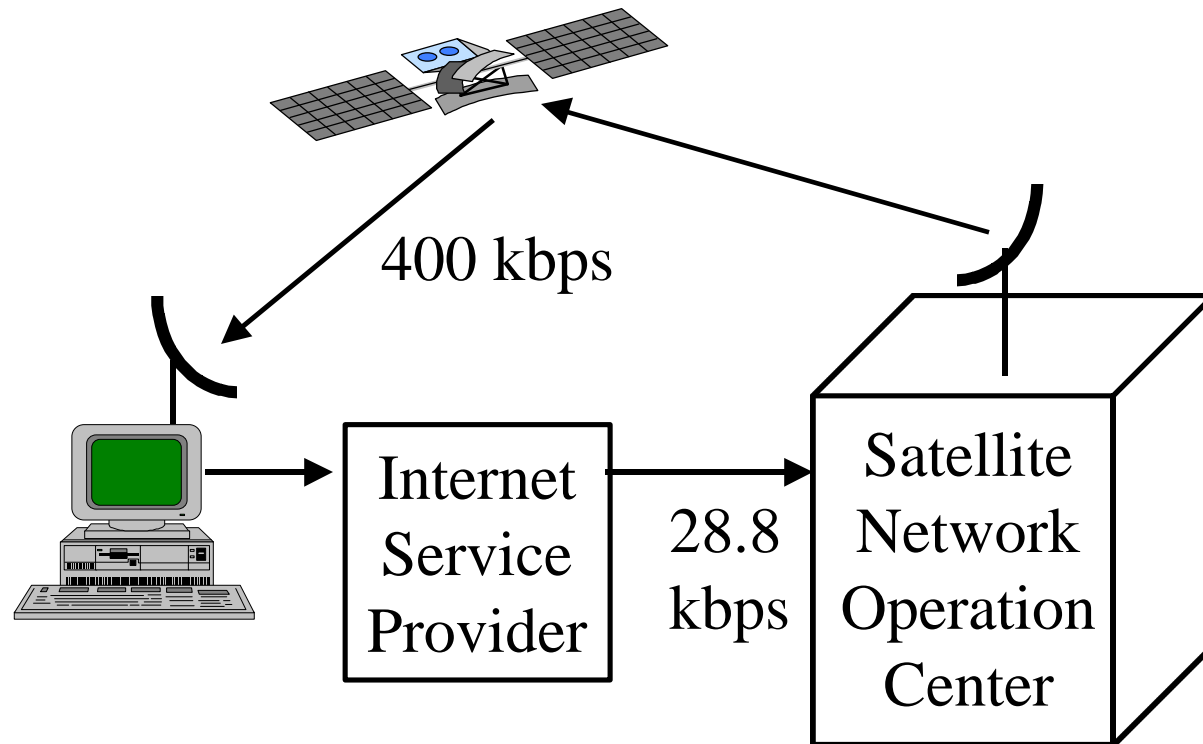 400 kbps
Internet
Service
Provider
28.8
kbps
Satellite
Network
Operation
Center